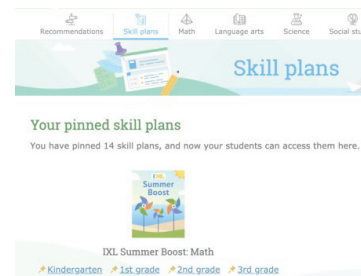 Recommendations
Skill plans
Math
Language arts
Science
Social
Skill plans
Your pinned skill plans
You have pinned 14 skill plans, and now your students can access them here.
IXL
Summer
Boost
IXL Summer Boost: Math
Kindergarten 1st grade 2nd grade 3rd grade